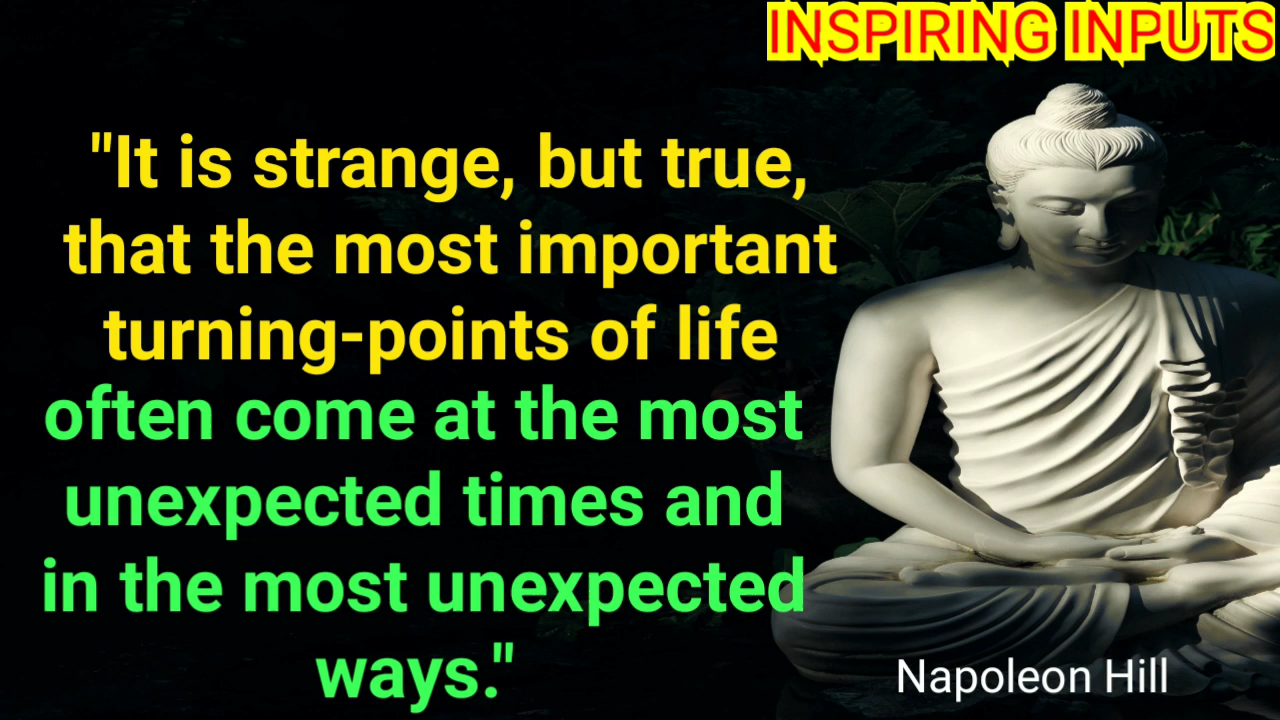 INSPIRING INPUTS
"It is strange, but true,
that the most important
turning-points of life
often come at the most
unexpected times and
in the most unexpected
ways."
Napoleon Hill